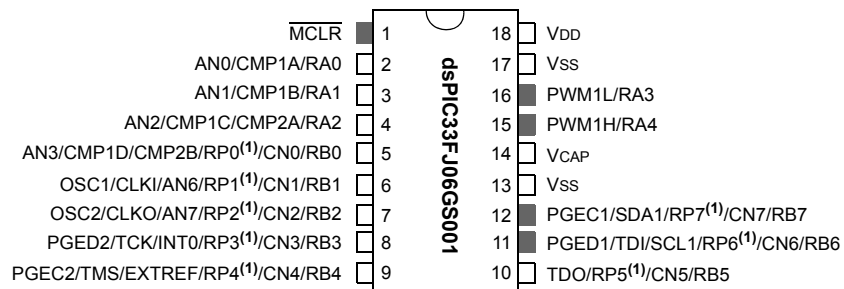 MCLR 1 18 VDD
AN0/CMP1A/RA0 2 17 VSS
AN1/CMP1B/RA1 3 16 PWM1L/RA3
AN2/CMP1C/CMP2A/RA2 4 15 PWM1H/RA4
AN3/CMP1D/CMP2B/RP0(1)/CN0/RB0 5 14 VCAP
OSC1/CLKI/AN6/RP1(1)/CN1/RB1 6 13 VSS
OSC2/CLKO/AN7/RP2(1)/CN2/RB2 7 12 PGEC1/SDA1/RP7(1)/CN7/RB7
PGED2/TCK/INT0/RP3(1)/CN3/RB3 8 11 PGED1/TDI/SCL1/RP6(1)/CN6/RB6
PGEC2/TMS/EXTREF/RP4(1)/CN4/RB4 9 10 TDO/RP5(1)/CN5/RB5
dsPIC33FJ06GS001